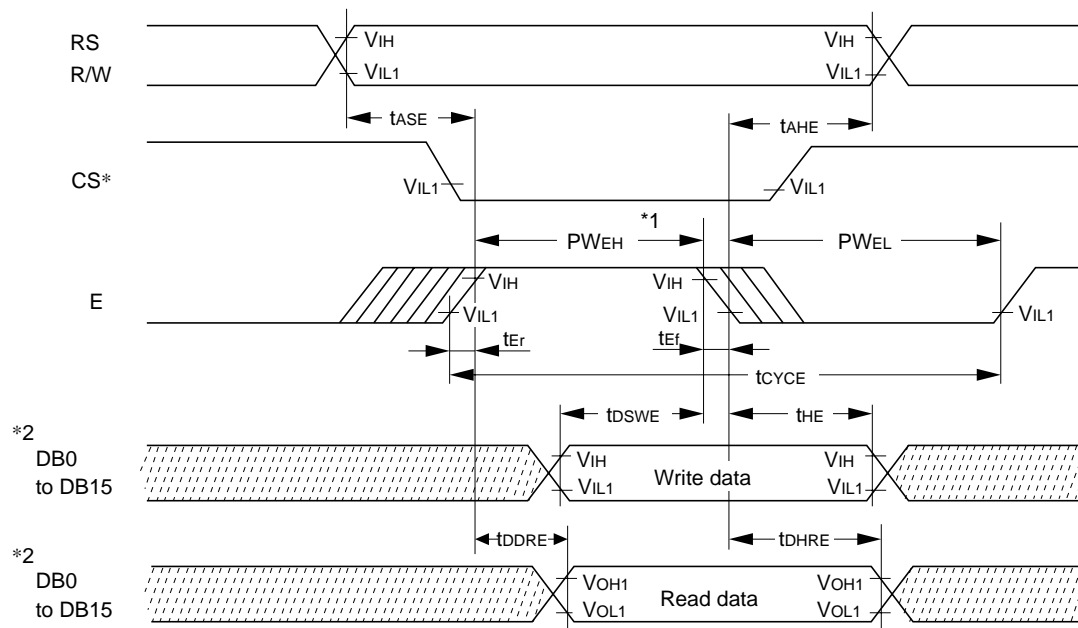 RS
R/W
VIH
VIL1
VIH
VIL1
tASE
tAHE
CS*
VIL1
VIL1
*1
PWEH
PWEL
E
VIH
VIL1
VIH
VIL1
VIL1
tEr
tEf
tCYCE
tDSWE
tHE
*2
DB0
to DB15
VIH
VIL1
Write data
VIH
VIL1
tDDRE
tDHRE
*2
DB0
to DB15
VOH1
VOL1
Read data
VOH1
VOL1